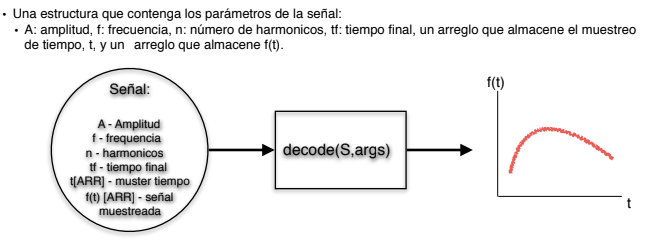 • Una estructura que contenga los parámetros de la señal:
• A: amplitud, f: frecuencia, n: número de harmonicos, tf: tiempo final, un arreglo que almacene el muestreo
de tiempo, t, y un arreglo que almacene f(t).
Señal:
A - Amplitud
f - frequencia
n - harmonicos
tf - tiempo final
t[ARR] - muster tiempo
f(t) [ARR] - señal
muestreada
decode(S,args)
f(t)
t